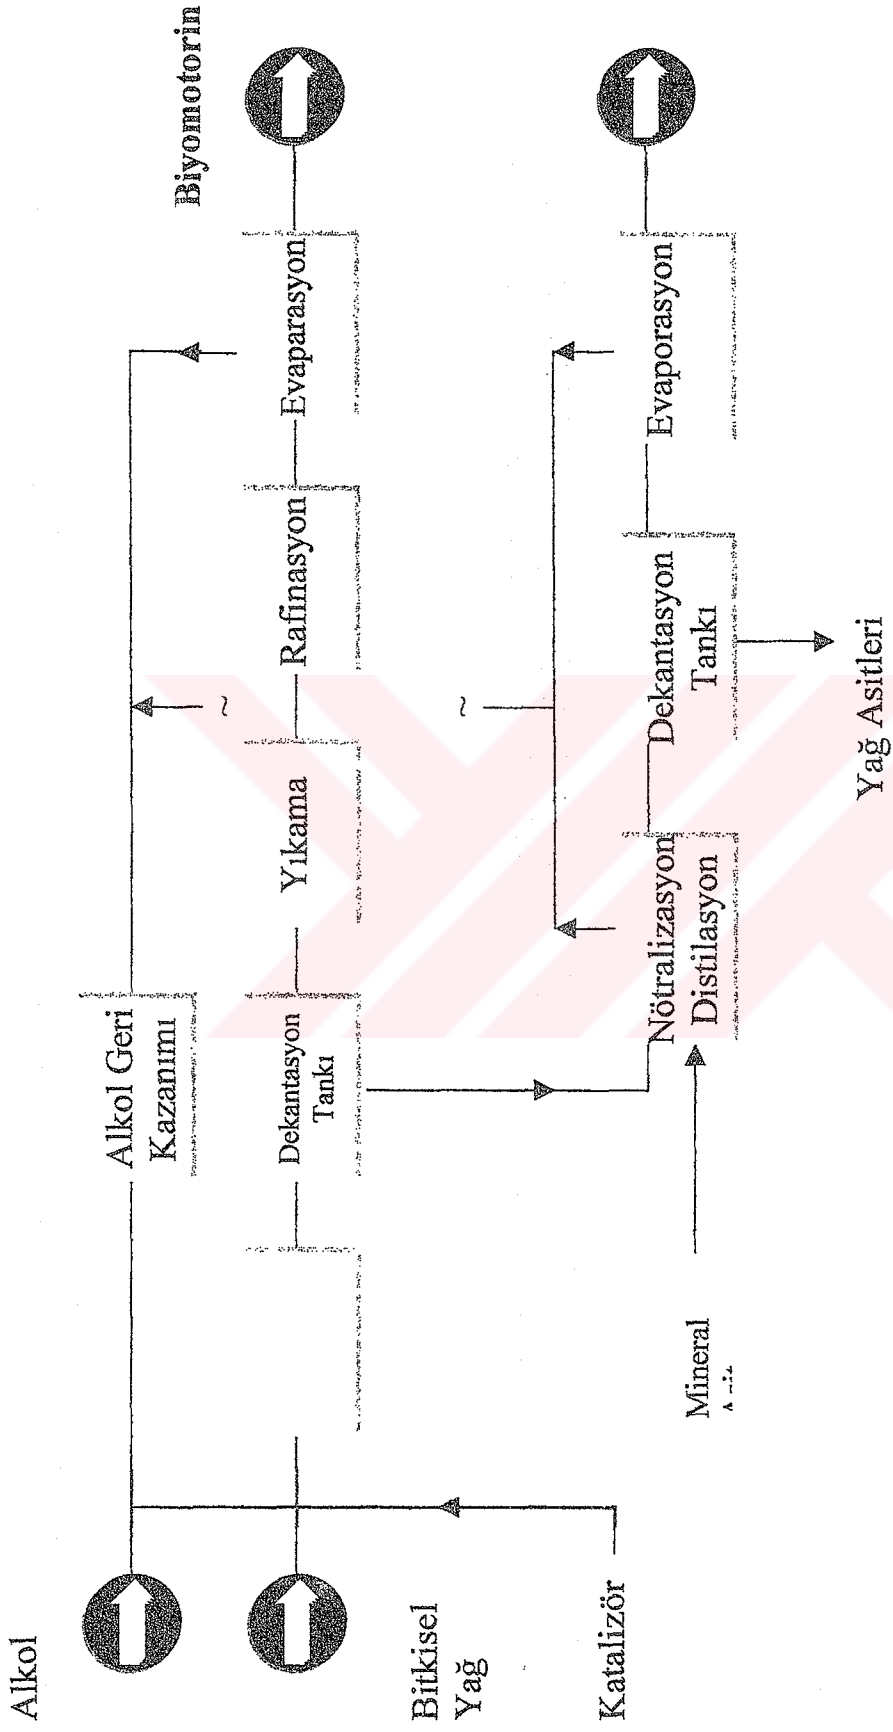 Alkol
Alkol Geri
Kazanımı
Biyomotorin
Bitkisel
Yağ
Dekantasyon
Tankı
Yıkama
Rafinasyon
Evaparasyon
Katalizör
Mineral
Nötralizasyon
Distilasyon
Dekantasyon
Tankı
Evaporasyon
Yağ Asitleri